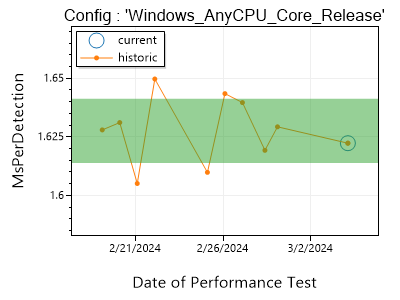 Config : 'Windows_AnyCPU_Core_Release'
current
historic
MsPerDetection
1.65
1.625
1.6
2/21/2024
2/26/2024
3/2/2024
Date of Performance Test